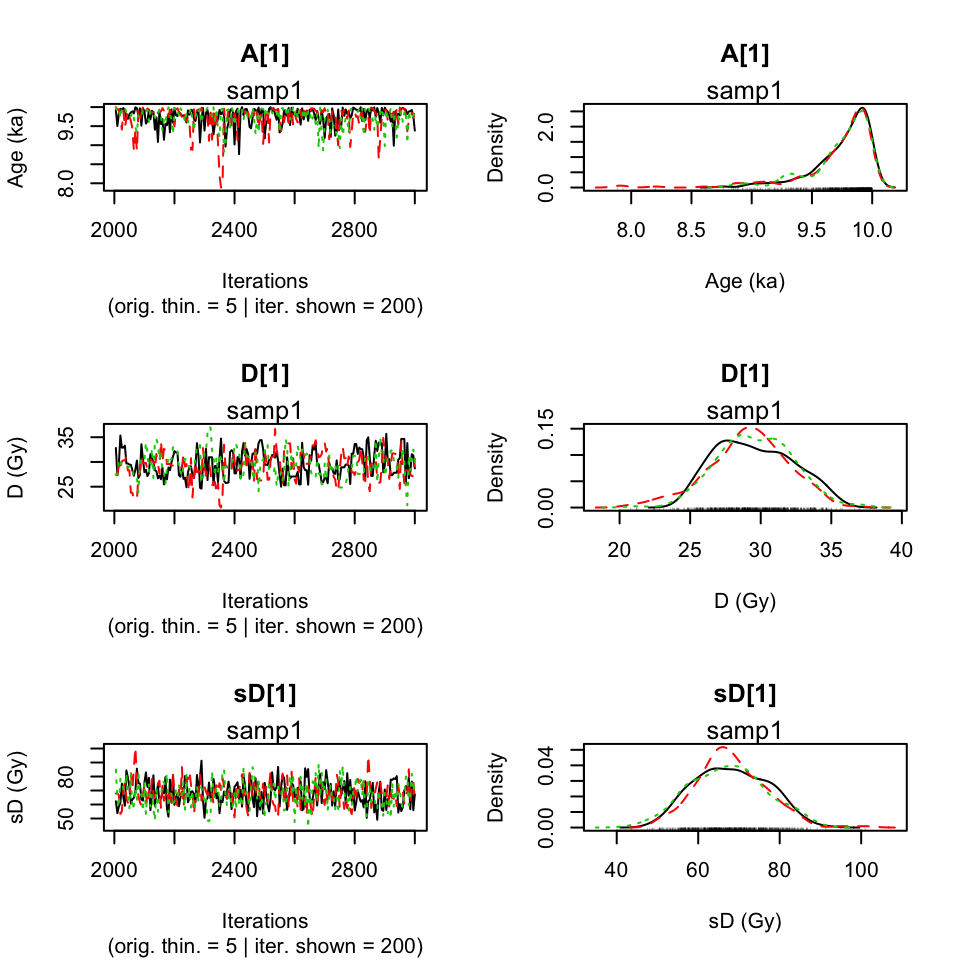 A[1]
samp1
Age (ka)
9.5
8.0
2000 2400 2800
Iterations
(orig. thin. = 5 | iter. shown = 200)
A[1]
samp1
Density
2.0
0.0
8.0 8.5 9.0 9.5 10.0
Age (ka)
D[1]
samp1
D (Gy)
35
25
2000 2400 2800
Iterations
(orig. thin. = 5 | iter. shown = 200)
D[1]
samp1
Density
0.15
0.00
20 25 30 35 40
D (Gy)
sD[1]
samp1
sD (Gy)
80
50
2000 2400 2800
Iterations
(orig. thin. = 5 | iter. shown = 200)
sD[1]
samp1
Density
0.04
0.00
40 60 80 100
sD (Gy)